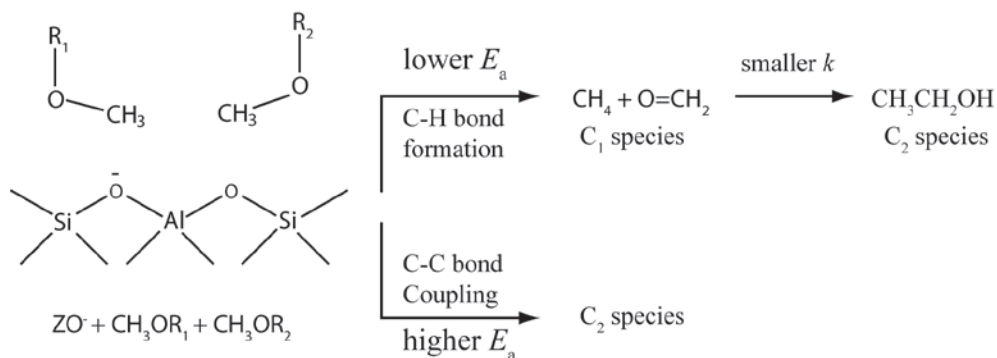 R₁
O
CH₃
R₂
O
CH₃
Si
O
-
Al
O
Si
ZO⁻ + CH₃OR₁ + CH₃OR₂
lower Eₐ
C-H bond
formation
CH₄ + O=CH₂
C₁ species
smaller k
CH₃CH₂OH
C₂ species
C-C bond
Coupling
higher Eₐ
C₂ species